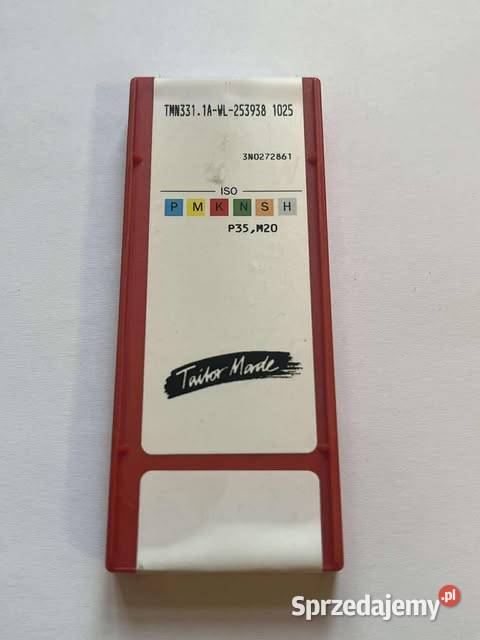 TMN331.1A-WL-253938 1025
3N0272861
ISO
P M K N S H
P35,M20
Tailor Made
Sprzedajemy.pl